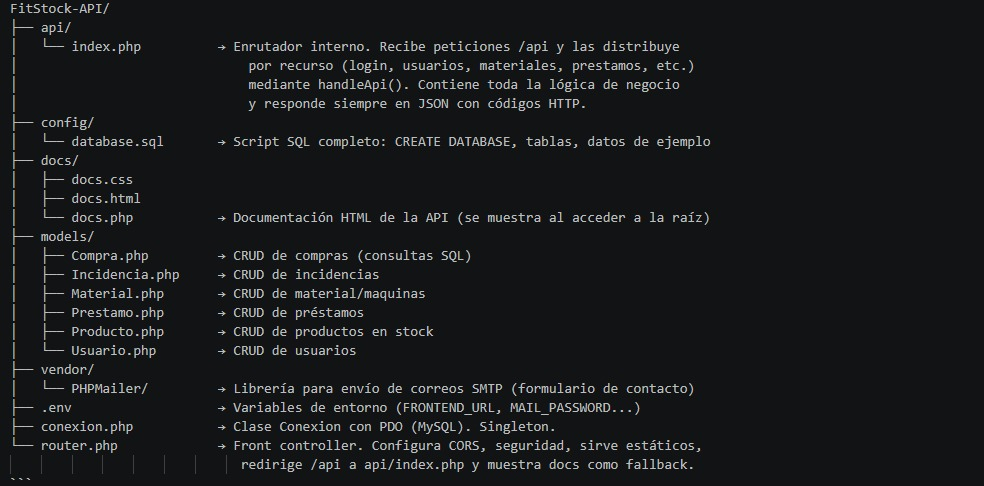 FitStock-API/
├── api/
│   └── index.php          → Enrutador interno. Recibe peticiones /api y las distribuye
│                              por recurso (login, usuarios, materiales, prestamos, etc.)
│                              mediante handleApi(). Contiene toda la lógica de negocio
│                              y responde siempre en JSON con códigos HTTP.
├── config/
│   └── database.sql       → Script SQL completo: CREATE DATABASE, tablas, datos de ejemplo
├── docs/
│   ├── docs.css
│   ├── docs.html
│   └── docs.php           → Documentación HTML de la API (se muestra al acceder a la raíz)
├── models/
│   ├── Compra.php         → CRUD de compras (consultas SQL)
│   ├── Incidencia.php     → CRUD de incidencias
│   ├── Material.php       → CRUD de material/maquinas
│   ├── Prestamo.php       → CRUD de préstamos
│   ├── Producto.php       → CRUD de productos en stock
│   └── Usuario.php        → CRUD de usuarios
├── vendor/
│   └── PHPMailer/         → Librería para envío de correos SMTP (formulario de contacto)
├── .env                   → Variables de entorno (FRONTEND_URL, MAIL_PASSWORD...)
├── conexion.php           → Clase Conexion con PDO (MySQL). Singleton.
└── router.php             → Front controller. Configura CORS, seguridad, sirve estáticos,
                              redirige /api a api/index.php y muestra docs como fallback.
```